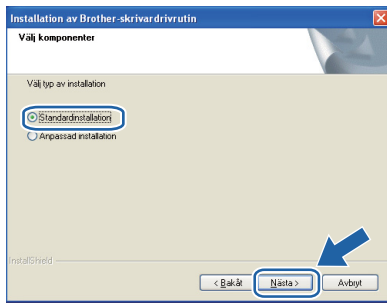 Installation av Brother-skrivardrivrutin
Välj komponenter
Välj typ av installation
Standardinstallation
Anpassad installation
InstallShield
< Bakåt
Nästa >
Avbryt